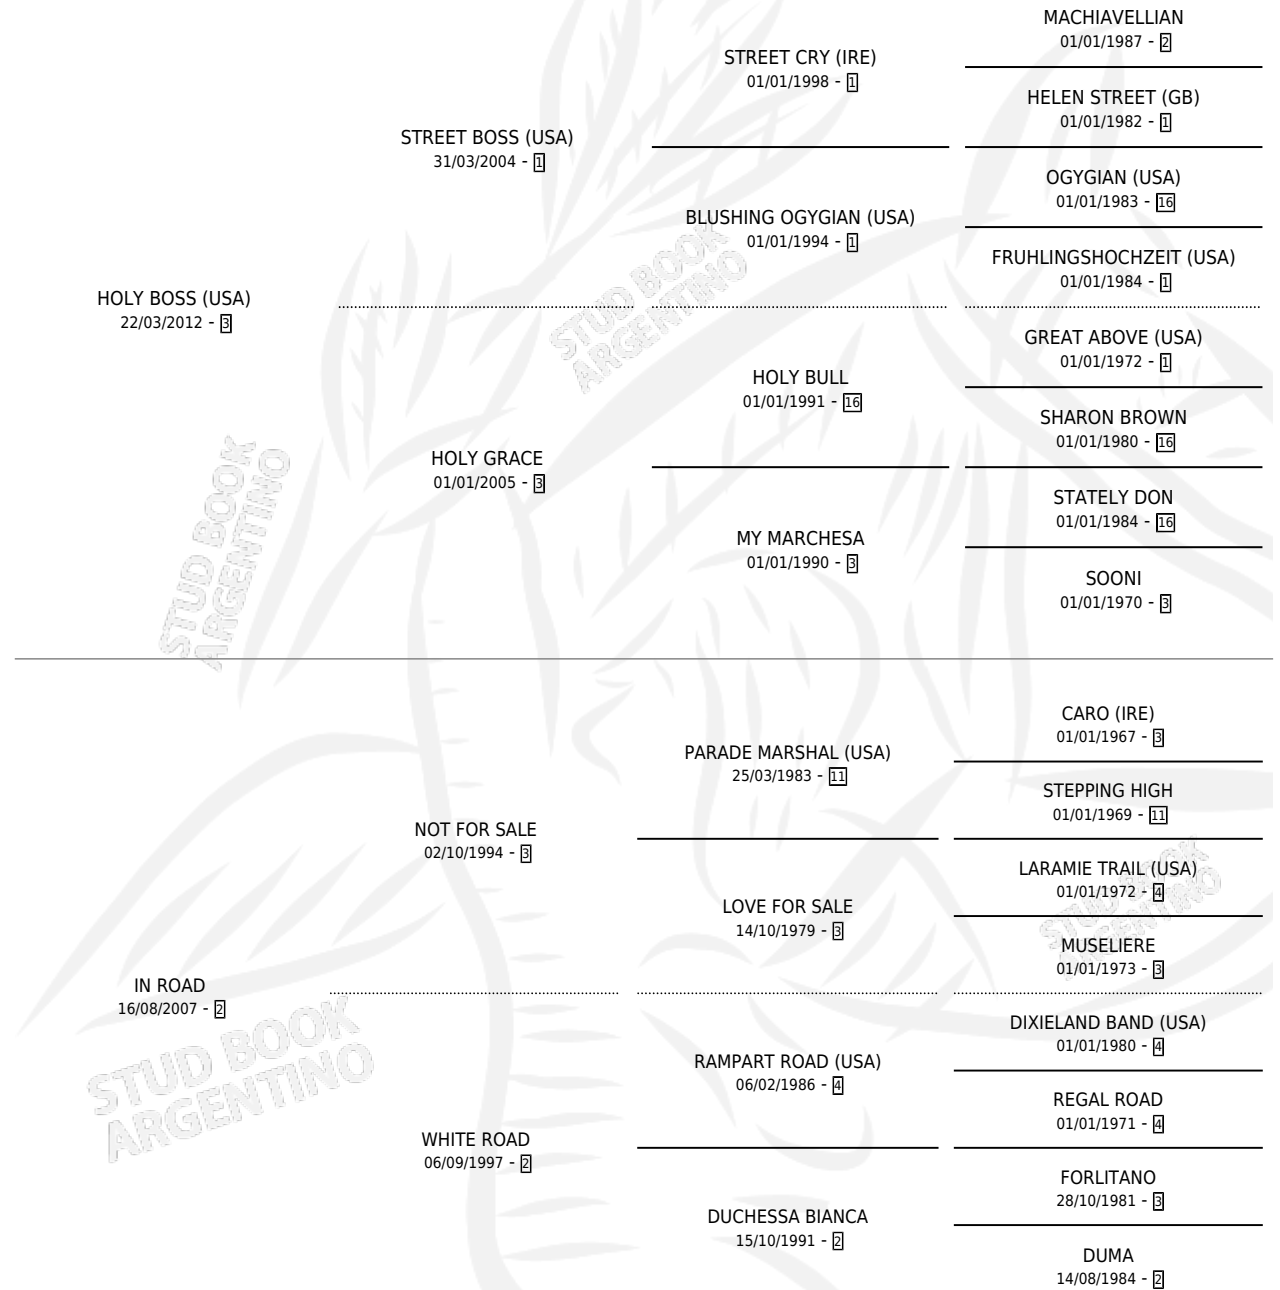 MACHIAVELLIAN
01/01/1987 - 2
STREET CRY (IRE)
01/01/1998 - 1
HELEN STREET (GB)
01/01/1982 - 1
STREET BOSS (USA)
31/03/2004 - 1
OGYGIAN (USA)
01/01/1983 - 16
BLUSHING OGYGIAN (USA)
01/01/1994 - 1
FRUHLINGSHOCHZEIT (USA)
01/01/1984 - 1
HOLY BOSS (USA)
22/03/2012 - 3
STUD BOOK
ARGENTINO
GREAT ABOVE (USA)
01/01/1972 - 1
HOLY BULL
01/01/1991 - 16
SHARON BROWN
01/01/1980 - 16
HOLY GRACE
01/01/2005 - 3
STATELY DON
01/01/1984 - 16
MY MARCHESA
01/01/1990 - 3
SOONI
01/01/1970 - 3
STUD BOOK
ARGENTINO
CARO (IRE)
01/01/1967 - 3
PARADE MARSHAL (USA)
25/03/1983 - 11
STEPPING HIGH
01/01/1969 - 11
NOT FOR SALE
02/10/1994 - 3
LARAMIE TRAIL (USA)
01/01/1972 - 4
LOVE FOR SALE
14/10/1979 - 3
MUSELIERE
01/01/1973 - 3
STUD BOOK
ARGENTINO
IN ROAD
16/08/2007 - 2
DIXIELAND BAND (USA)
01/01/1980 - 4
RAMPART ROAD (USA)
06/02/1986 - 4
REGAL ROAD
01/01/1971 - 4
STUD BOOK
ARGENTINO
WHITE ROAD
06/09/1997 - 2
FORLITANO
28/10/1981 - 3
DUCHESSA BIANCA
15/10/1991 - 2
DUMA
14/08/1984 - 2